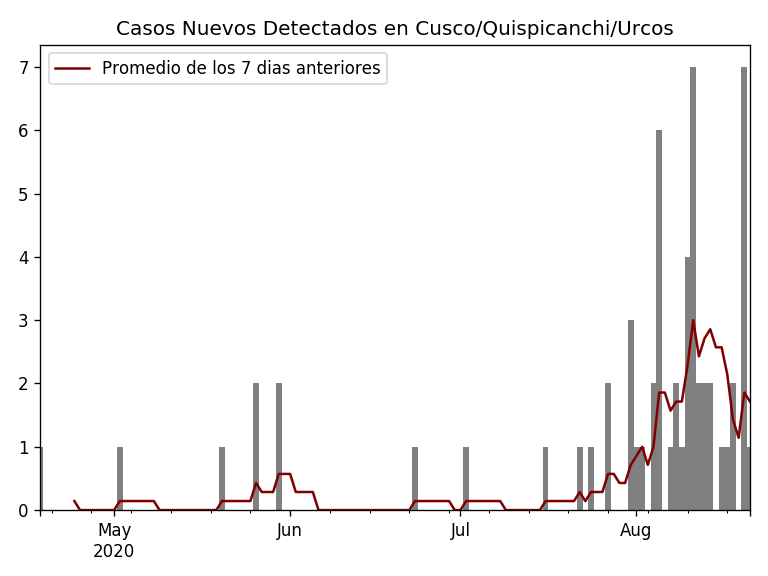 Casos Nuevos Detectados en Cusco/Quispicanchi/Urcos
Promedio de los 7 dias anteriores
7
6
5
4
3
2
1
0
May
2020
Jun
Jul
Aug